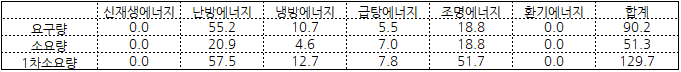 신재생에너지 난방에너지 냉방에너지 급탕에너지 조명에너지 환기에너지 합계
요구량 0.0 55.2 10.7 5.5 18.8 0.0 90.2
소요량 0.0 20.9 4.6 7.0 18.8 0.0 51.3
1차소요량 0.0 57.5 12.7 7.8 51.7 0.0 129.7